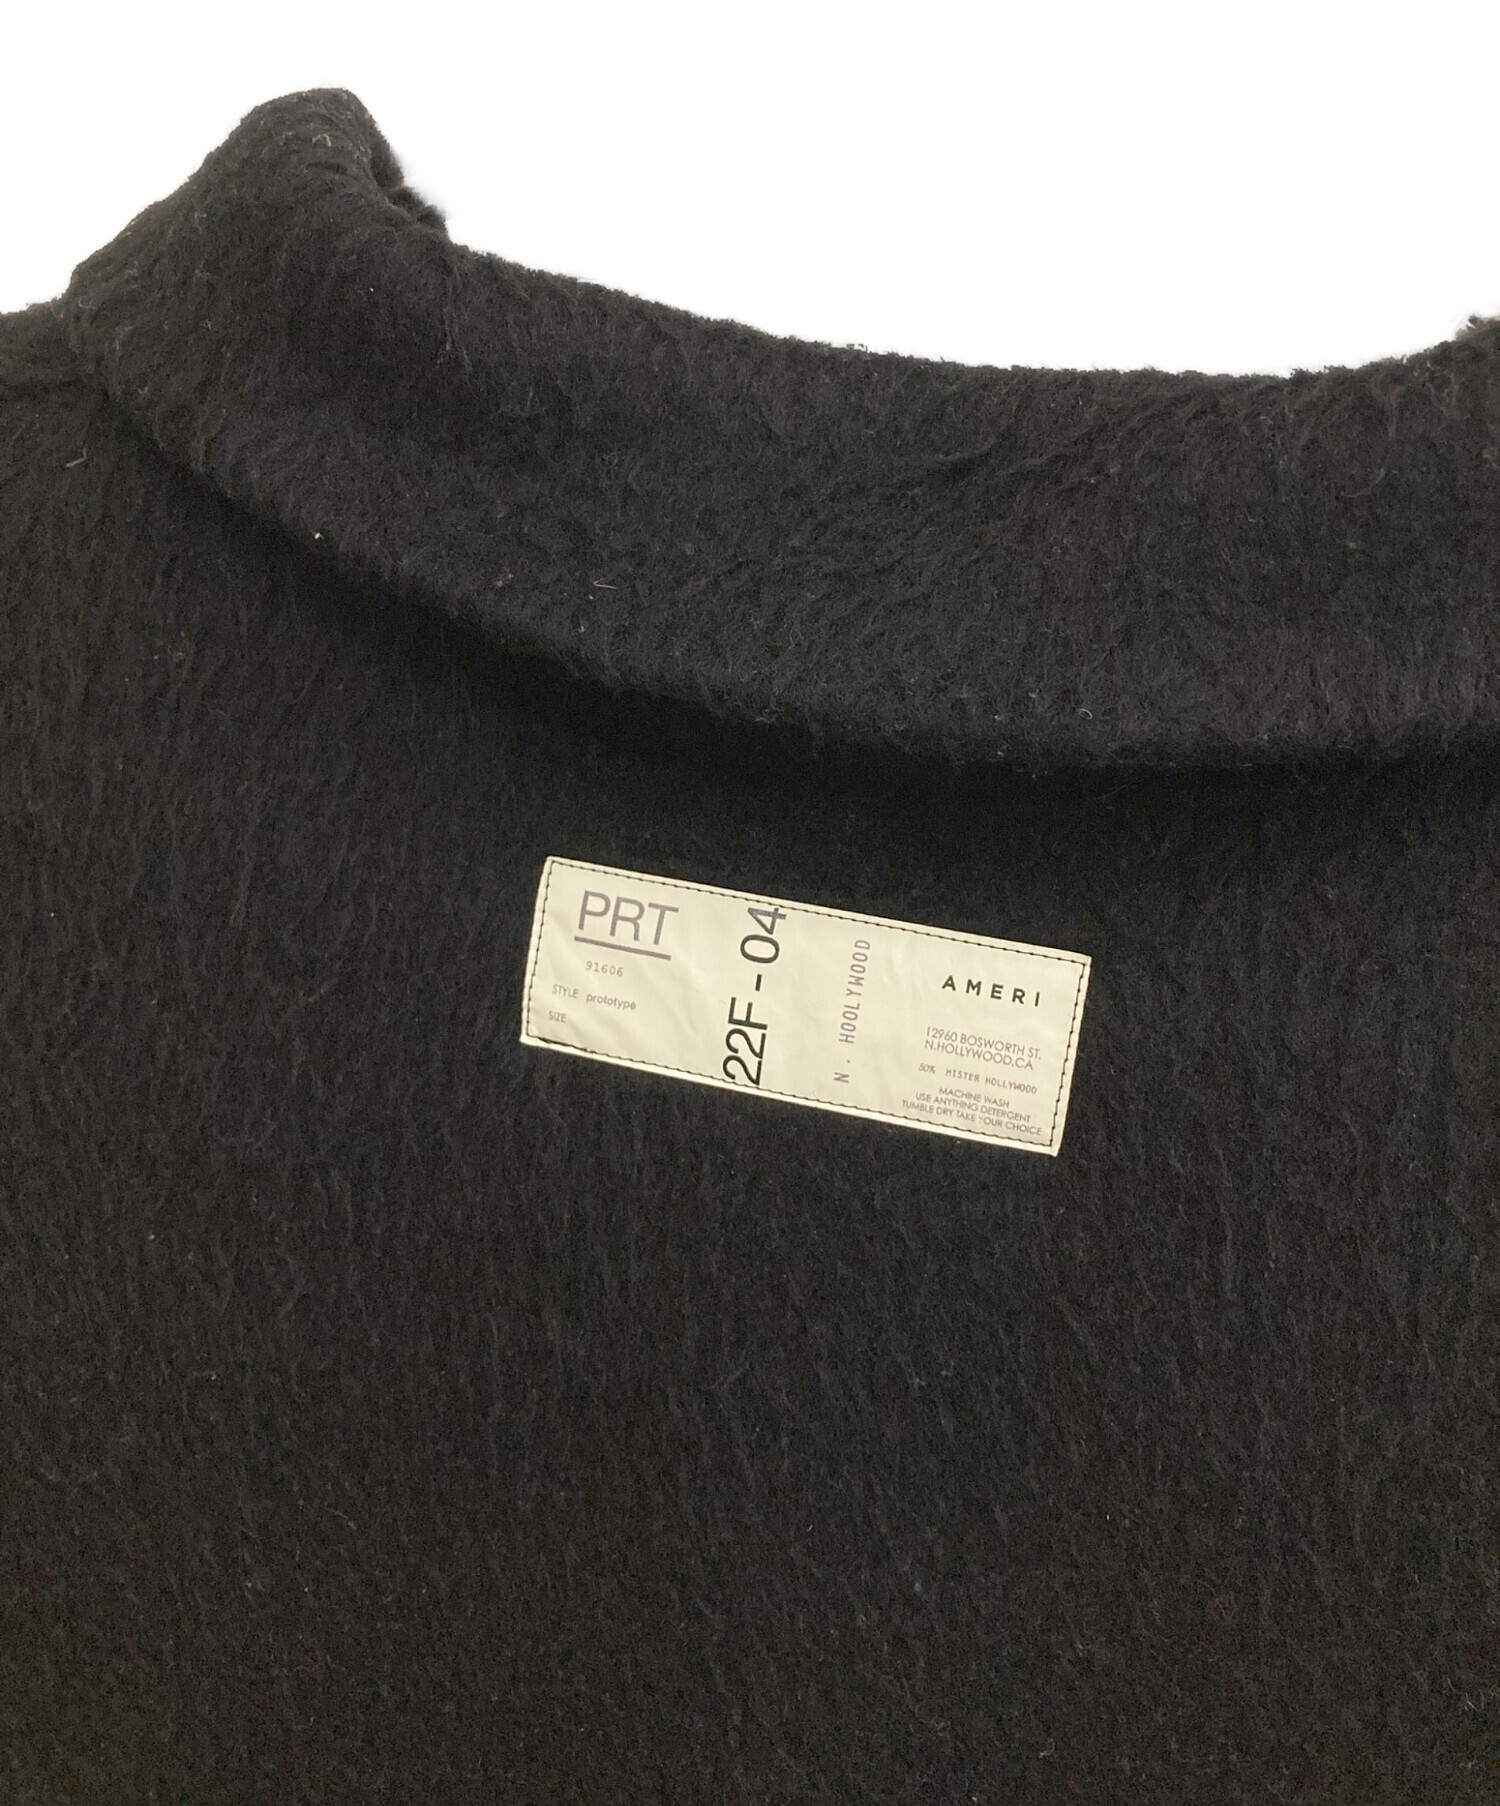 PRT
91606
STYLE prototype
SIZE
22F-04
N. HOOLYWOOD
AMERI
12960 BOSWORTH ST.
N.HOLLYWOOD.CA
50% MISTER HOLLYWOOD
MACHINE WASH
USE ANYTHING DETERGENT
TUMBLE DRY TAKE YOUR CHOICE